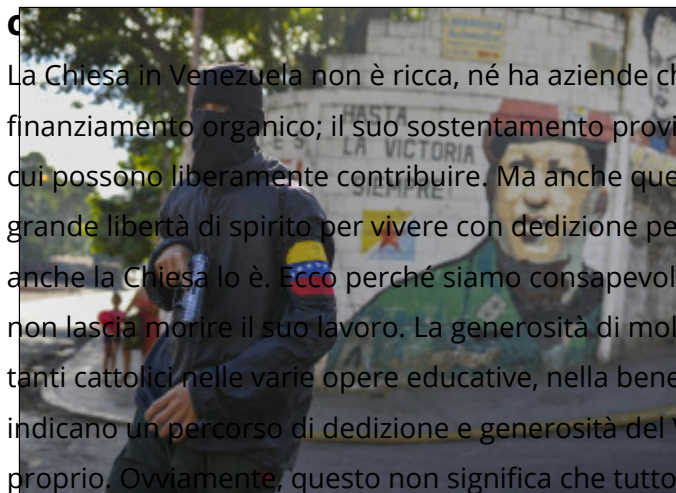 La Chiesa in Venezuela non è ricca, né ha aziende ch
finanziamento organico; il suo sostentamento provi
cui possono liberamente contribuire. Ma anche que
grande libertà di spirito per vivere con dedizione pe
anche la Chiesa lo è. Ecco perché siamo consapevol
non lascia morire il suo lavoro. La generosità di mol
tanti cattolici nelle varie opere educative, nella bene
indicano un percorso di dedizione e generosità del V
proprio. Ovviamente, questo non significa che tutto
HASTA
LA VICTORIA
SIEMPRE